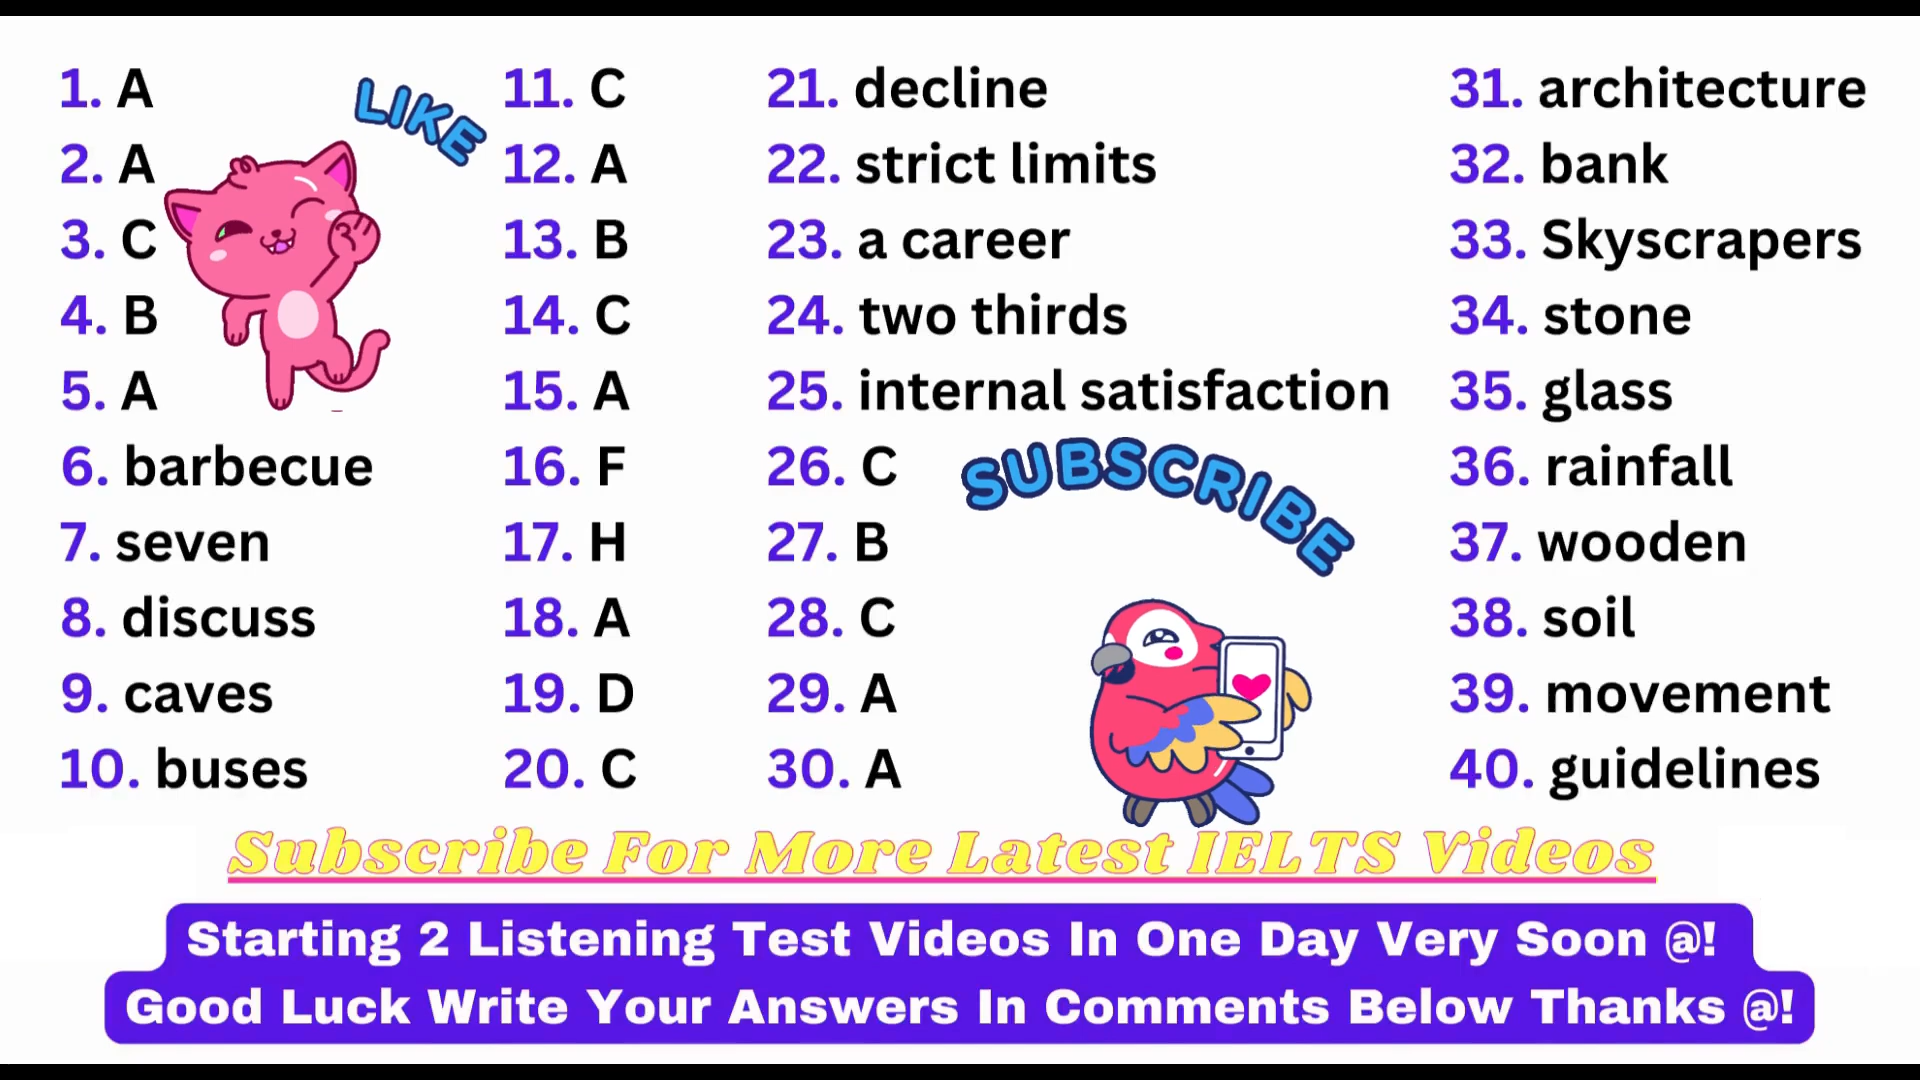 1. A
2. A
3. C
4. B
5. A
6. barbecue
7. seven
8. discuss
9. caves
10. buses
LIKE
11. C
12. A
13. B
14. C
15. A
16. F
17. H
18. A
19. D
20. C
21. decline
22. strict limits
23. a career
24. two thirds
25. internal satisfaction
26. C
27. B
28. C
29. A
30. A
SUBSCRIBE
31. architecture
32. bank
33. Skyscrapers
34. stone
35. glass
36. rainfall
37. wooden
38. soil
39. movement
40. guidelines
Subscribe For More Latest IELTS Videos
Starting 2 Listening Test Videos In One Day Very Soon @!
Good Luck Write Your Answers In Comments Below Thanks @!